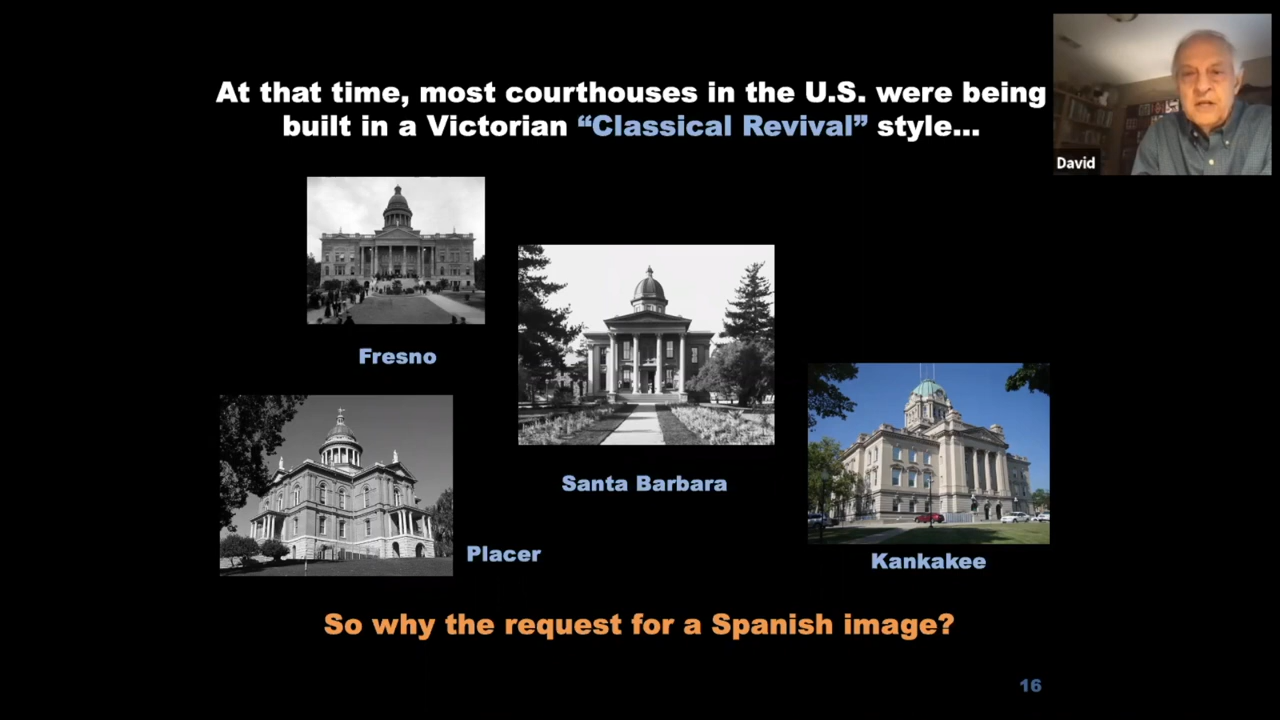 At that time, most courthouses in the U.S. were being
built in a Victorian “Classical Revival” style...
David
Fresno
Santa Barbara
Placer
Kankakee
So why the request for a Spanish image?
16